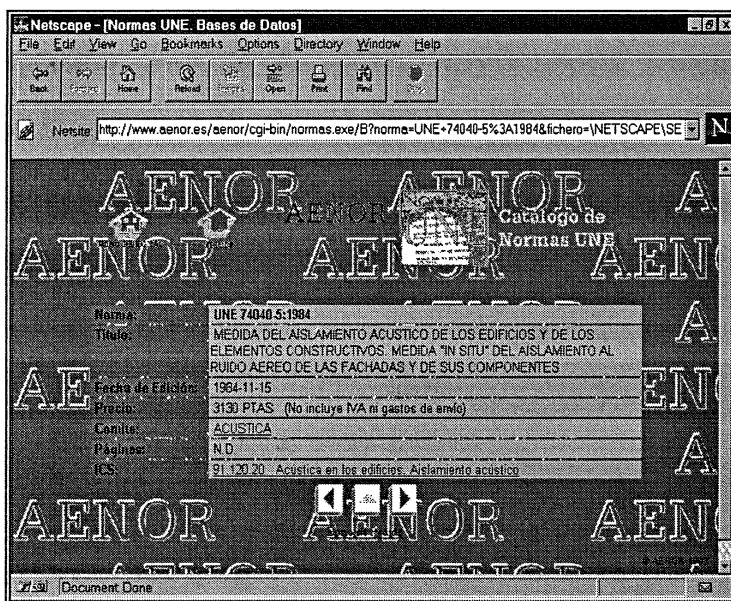 Netscape - [Normas UNE. Bases de Datos]
File Edit View Go Bookmarks Options Directory Window Help
Back Forward Home Reload Images Open Print Find Stop
Netsite: http://www.aenor.es/aenor/cgi-bin/normas.exe/B?norma=UNE+74040-5%3A1984&fichero=\NETSCAPE\SE
N
AENOR AENOR A
AENOR
Catálogo de
Normas UNE
AENOR AENOR AEN
Norma: UNE 74040-5:1984
Título: MEDIDA DEL AISLAMIENTO ACUSTICO DE LOS EDIFICIOS Y DE LOS
ELEMENTOS CONSTRUCTIVOS. MEDIDA "IN SITU" DEL AISLAMIENTO AL
RUIDO AEREO DE LAS FACHADAS Y DE SUS COMPONENTES
Fecha de Edición: 1984-11-15
Precio: 3130 PTAS (No incluye IVA ni gastos de envío)
Comite: ACUSTICA
Páginas: N.D.
ICS: 91.120.20 Acústica en los edificios. Aislamiento acústico
AENOR AENOR AEN
Document Done